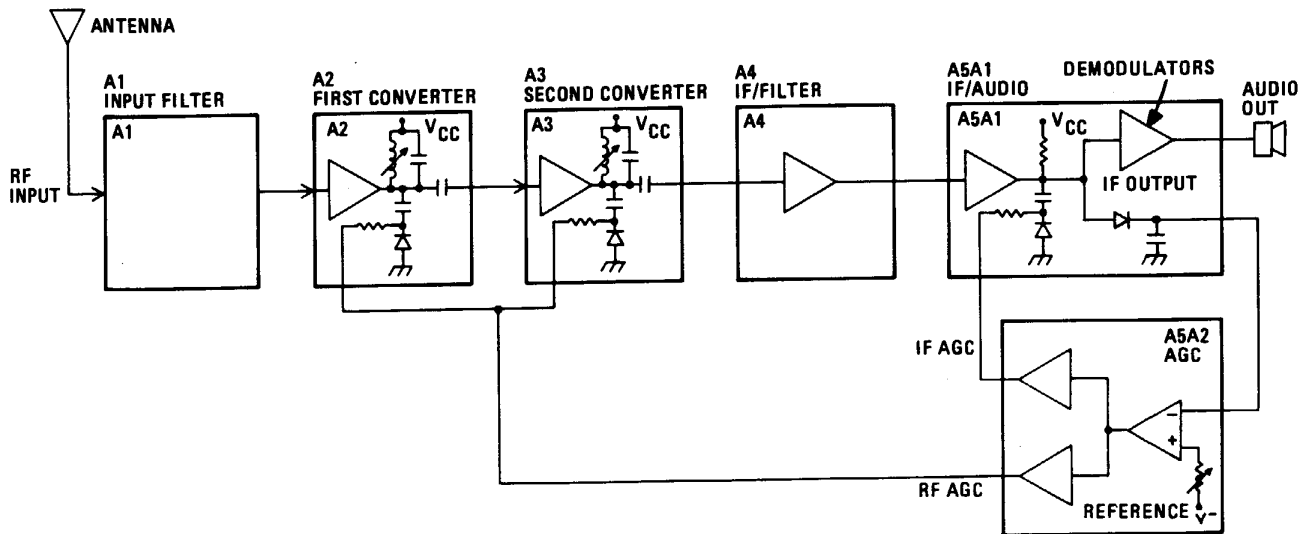 ANTENNA
A1
INPUT FILTER
A1
RF
INPUT
A2
FIRST CONVERTER
A2
VCC
A3
SECOND CONVERTER
A3
VCC
A4
IF/FILTER
A4
A5A1
IF/AUDIO
A5A1
VCC
DEMODULATORS
IF OUTPUT
AUDIO
OUT
IF AGC
RF AGC
A5A2
AGC
−
+
REFERENCE
V-